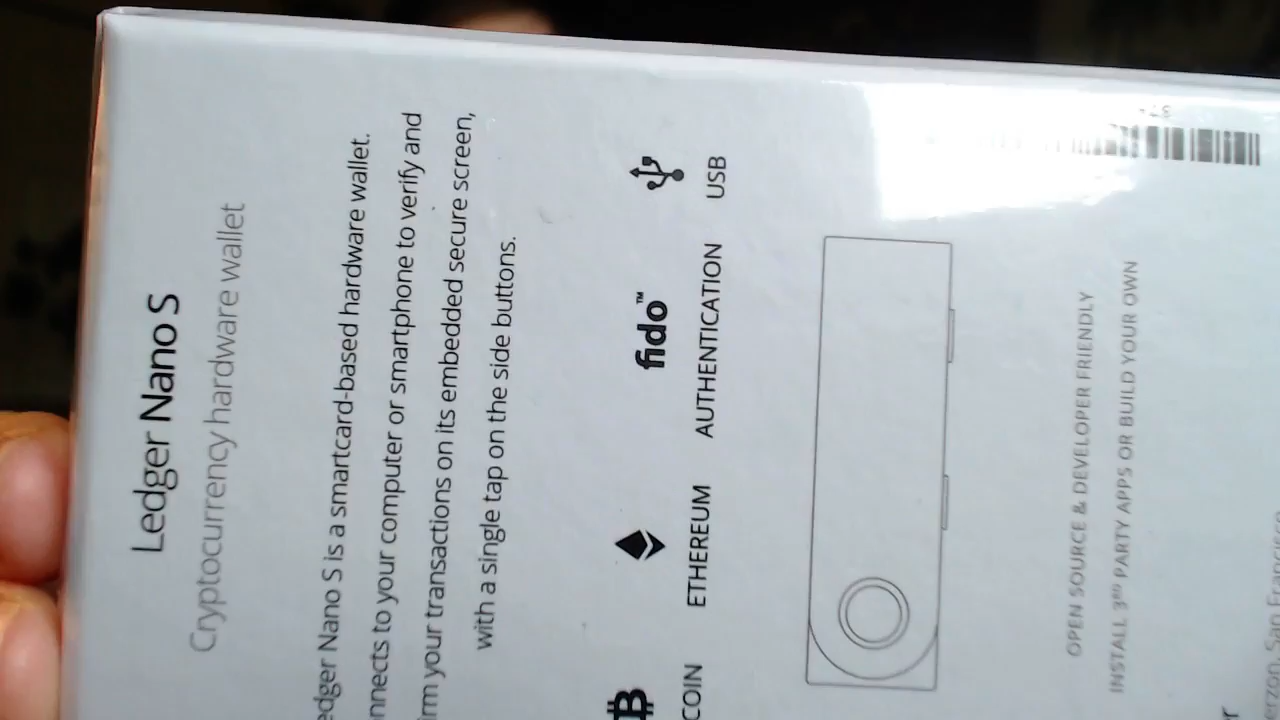 Ledger Nano S
Cryptocurrency hardware wallet
edger Nano S is a smartcard-based hardware wallet.
nnects to your computer or smartphone to verify and
rm your transactions on its embedded secure screen,
with a single tap on the side buttons.
COIN
ETHEREUM
fido™
AUTHENTICATION
USB
OPEN SOURCE & DEVELOPER FRIENDLY
INSTALL 3RD PARTY APPS OR BUILD YOUR OWN
San Francisco